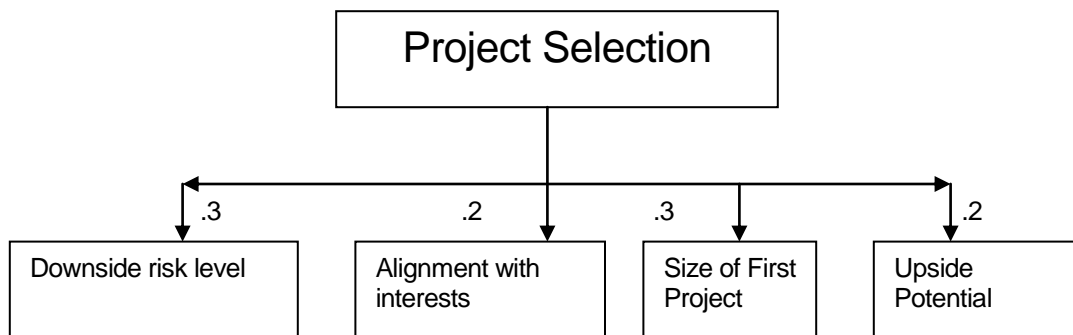 Project Selection
.3
.2
.3
.2
Downside risk level
Alignment with
interests
Size of First
Project
Upside
Potential